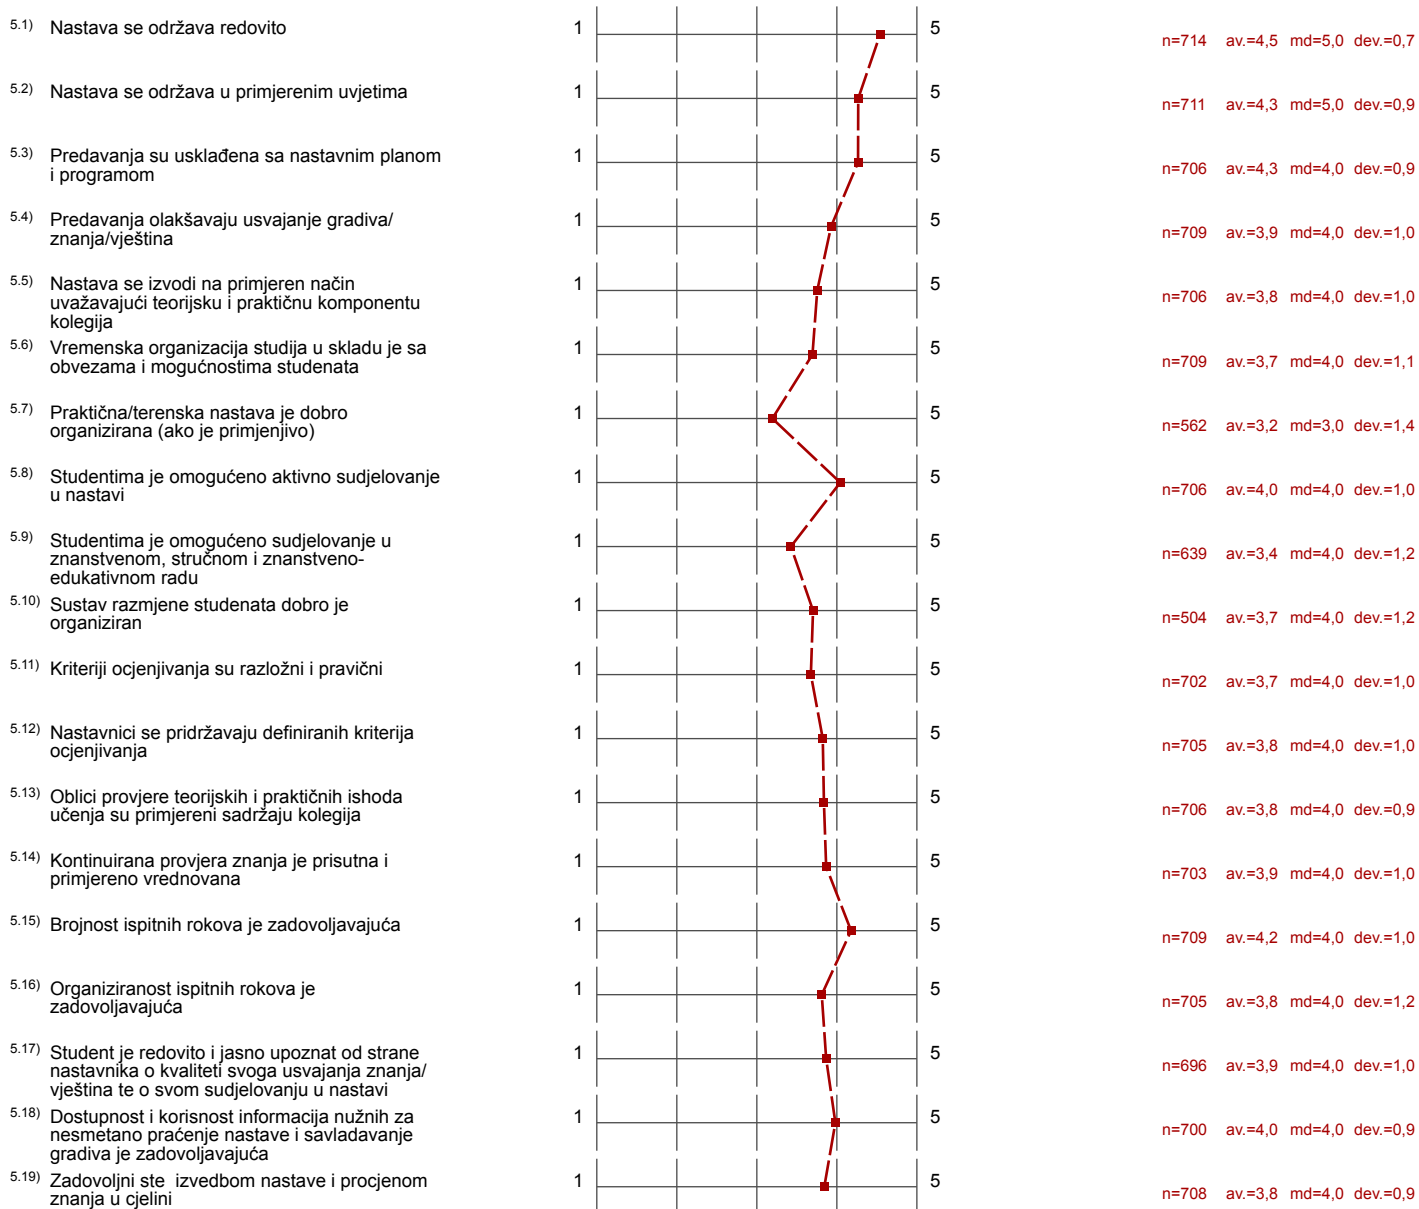 5.1) Nastava se održava redovito 1 5 n=714 av.=4,5 md=5,0 dev.=0,7
5.2) Nastava se održava u primjerenim uvjetima 1 5 n=711 av.=4,3 md=5,0 dev.=0,9
5.3) Predavanja su usklađena sa nastavnim planom
i programom 1 5 n=706 av.=4,3 md=4,0 dev.=0,9
5.4) Predavanja olakšavaju usvajanje gradiva/
znanja/vještina 1 5 n=709 av.=3,9 md=4,0 dev.=1,0
5.5) Nastava se izvodi na primjeren način
uvažavajući teorijsku i praktičnu komponentu
kolegija 1 5 n=706 av.=3,8 md=4,0 dev.=1,0
5.6) Vremenska organizacija studija u skladu je sa
obvezama i mogućnostima studenata 1 5 n=709 av.=3,7 md=4,0 dev.=1,1
5.7) Praktična/terenska nastava je dobro
organizirana (ako je primjenjivo) 1 5 n=562 av.=3,2 md=3,0 dev.=1,4
5.8) Studentima je omogućeno aktivno sudjelovanje
u nastavi 1 5 n=706 av.=4,0 md=4,0 dev.=1,0
5.9) Studentima je omogućeno sudjelovanje u
znanstvenom, stručnom i znanstveno-
edukativnom radu 1 5 n=639 av.=3,4 md=4,0 dev.=1,2
5.10) Sustav razmjene studenata dobro je
organiziran 1 5 n=504 av.=3,7 md=4,0 dev.=1,2
5.11) Kriteriji ocjenjivanja su razložni i pravični 1 5 n=702 av.=3,7 md=4,0 dev.=1,0
5.12) Nastavnici se pridržavaju definiranih kriterija
ocjenjivanja 1 5 n=705 av.=3,8 md=4,0 dev.=1,0
5.13) Oblici provjere teorijskih i praktičnih ishoda
učenja su primjereni sadržaju kolegija 1 5 n=706 av.=3,8 md=4,0 dev.=0,9
5.14) Kontinuirana provjera znanja je prisutna i
primjereno vrednovana 1 5 n=703 av.=3,9 md=4,0 dev.=1,0
5.15) Brojnost ispitnih rokova je zadovoljavajuća 1 5 n=709 av.=4,2 md=4,0 dev.=1,0
5.16) Organiziranost ispitnih rokova je
zadovoljavajuća 1 5 n=705 av.=3,8 md=4,0 dev.=1,2
5.17) Student je redovito i jasno upoznat od strane
nastavnika o kvaliteti svoga usvajanja znanja/
vještina te o svom sudjelovanju u nastavi 1 5 n=696 av.=3,9 md=4,0 dev.=1,0
5.18) Dostupnost i korisnost informacija nužnih za
nesmetano praćenje nastave i savladavanje
gradiva je zadovoljavajuća 1 5 n=700 av.=4,0 md=4,0 dev.=0,9
5.19) Zadovoljni ste izvedbom nastave i procjenom
znanja u cjelini 1 5 n=708 av.=3,8 md=4,0 dev.=0,9